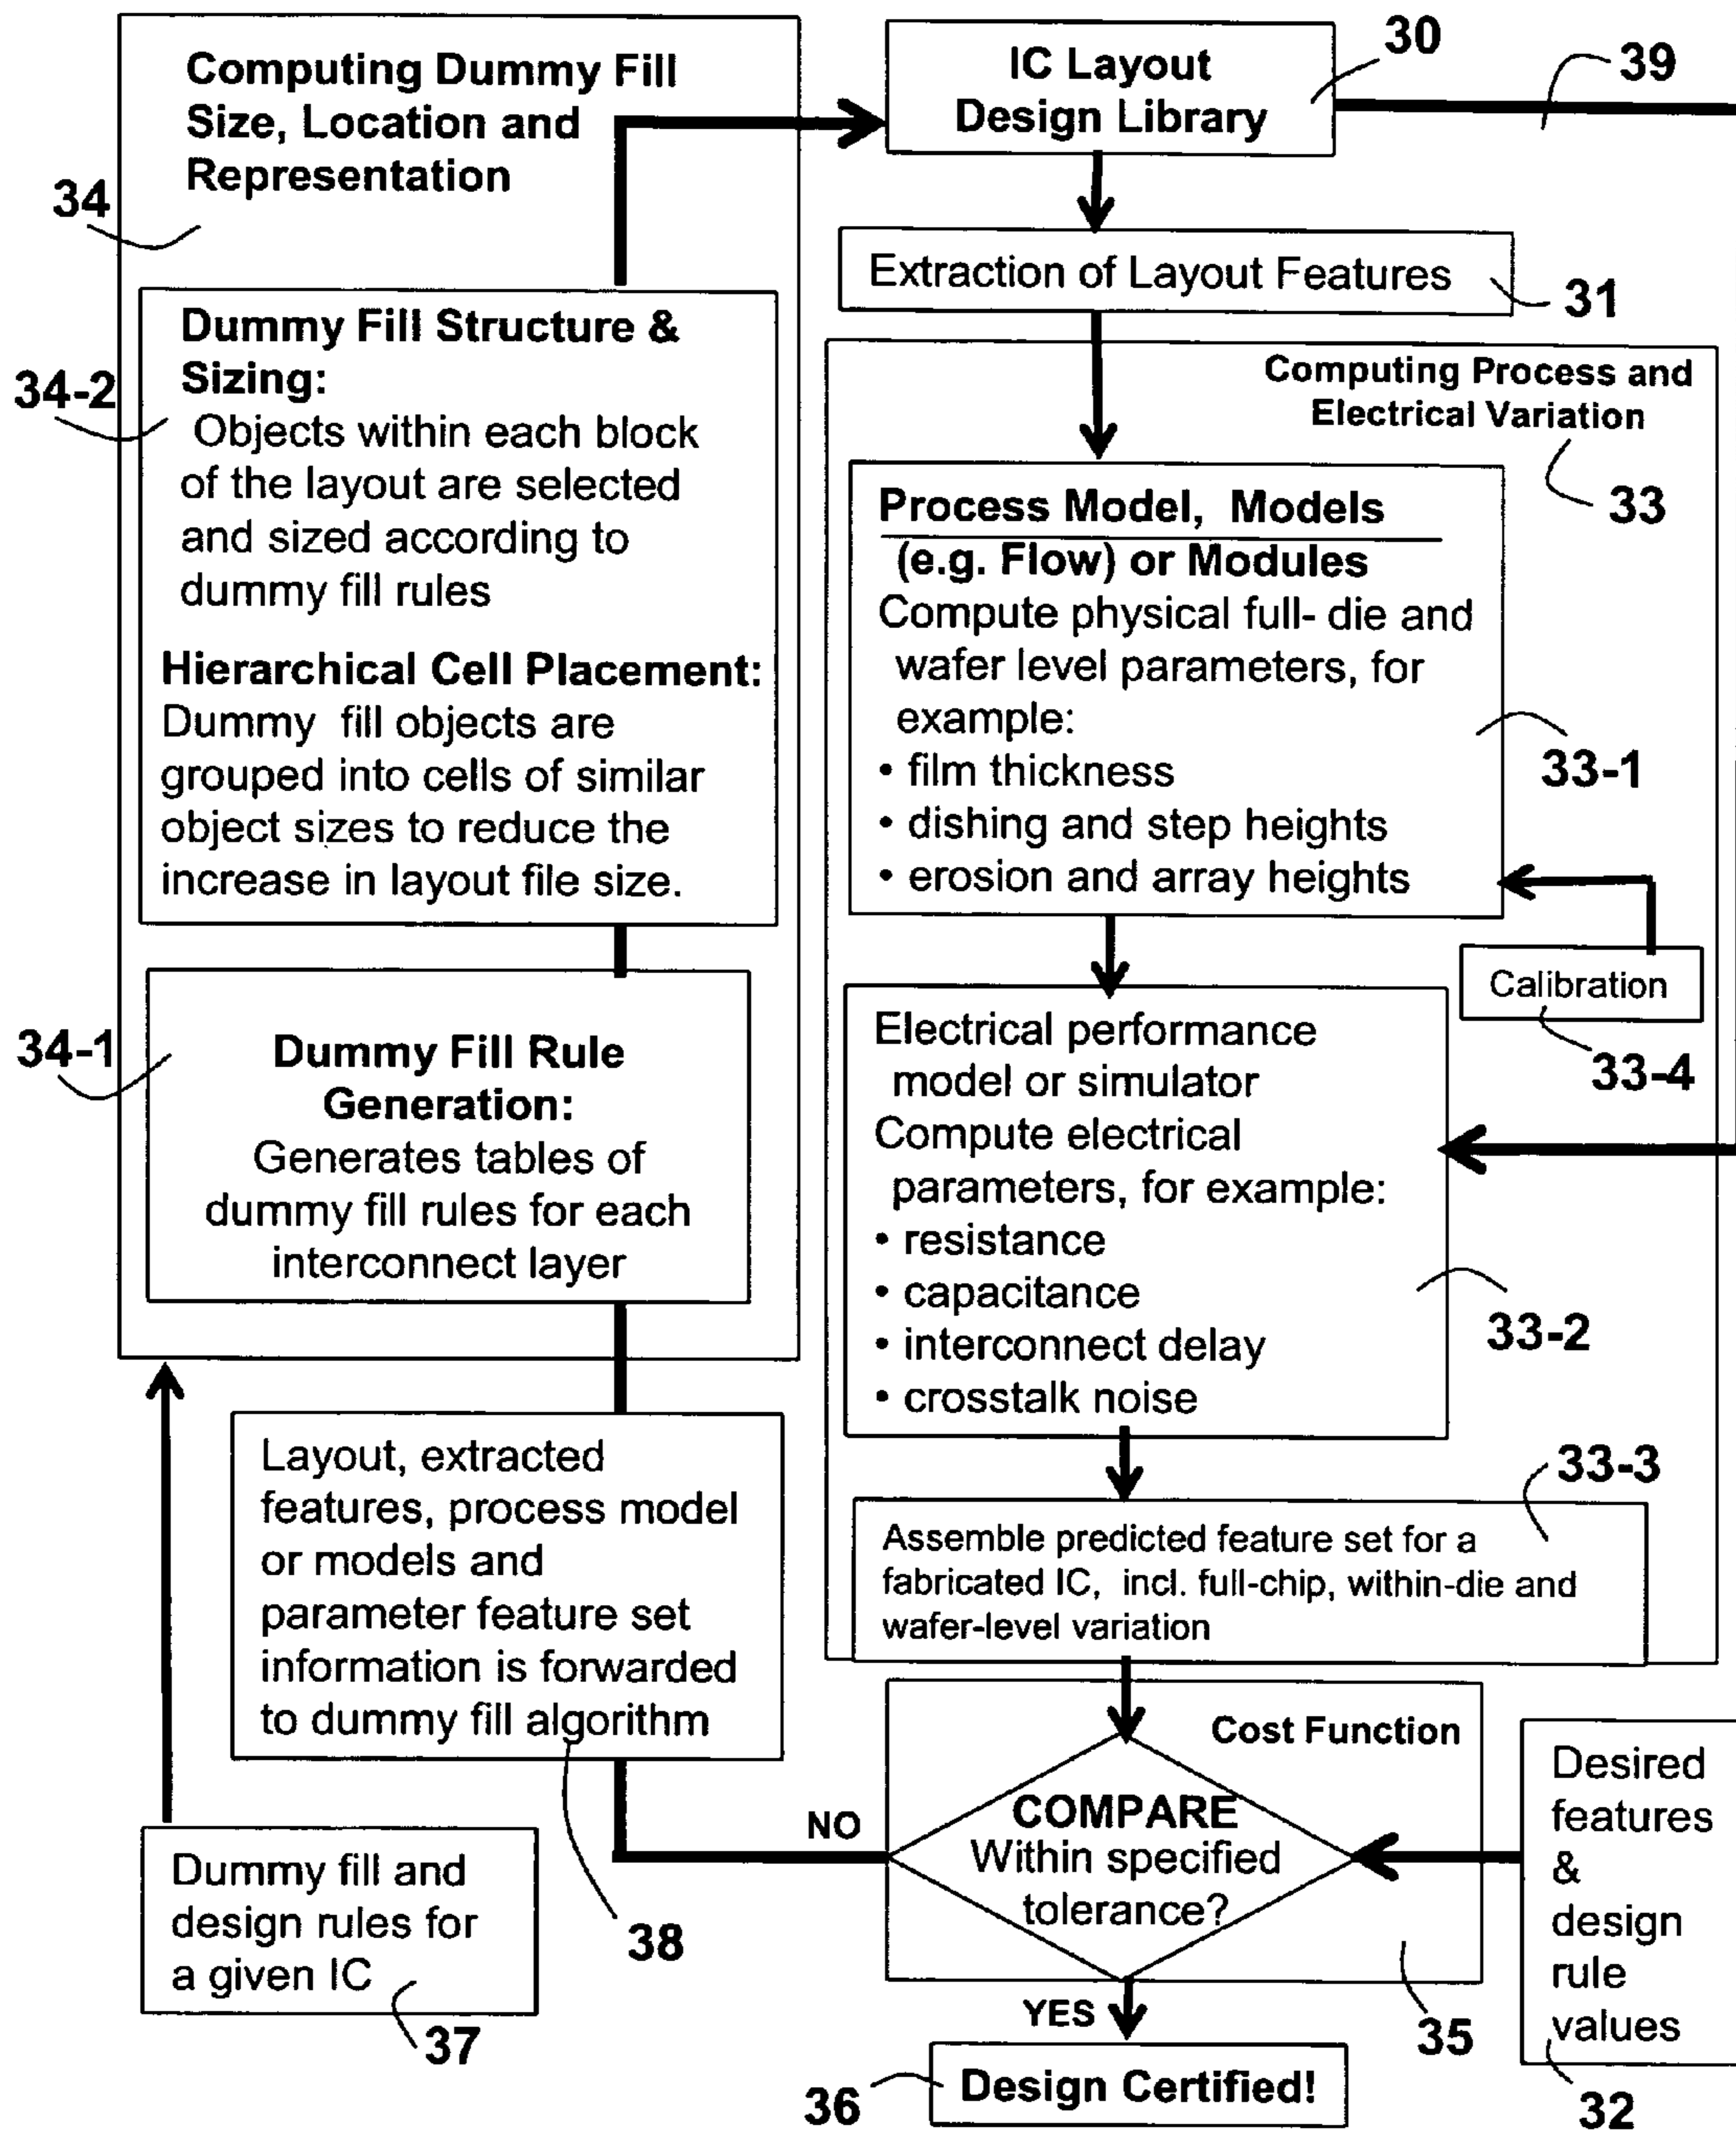 Computing Dummy Fill
Size, Location and
Representation
34
Dummy Fill Structure &
Sizing:
Objects within each block
of the layout are selected
and sized according to
dummy fill rules
34-2
Hierarchical Cell Placement:
Dummy fill objects are
grouped into cells of similar
object sizes to reduce the
increase in layout file size.
34-1
Dummy Fill Rule
Generation:
Generates tables of
dummy fill rules for each
interconnect layer
Layout, extracted
features, process model
or models and
parameter feature set
information is forwarded
to dummy fill algorithm
38
Dummy fill and
design rules for
a given IC
37
IC Layout
Design Library
30
39
Extraction of Layout Features
31
Computing Process and
Electrical Variation
33
Process Model, Models
(e.g. Flow) or Modules
Compute physical full- die and
wafer level parameters, for
example:
• film thickness
• dishing and step heights
• erosion and array heights
33-1
Calibration
33-4
Electrical performance
model or simulator
Compute electrical
parameters, for example:
• resistance
• capacitance
• interconnect delay
• crosstalk noise
33-2
33-3
Assemble predicted feature set for a
fabricated IC, incl. full-chip, within-die and
wafer-level variation
Cost Function
COMPARE
Within specified
tolerance?
NO
YES
35
Desired
features
&
design
rule
values
32
36
Design Certified!